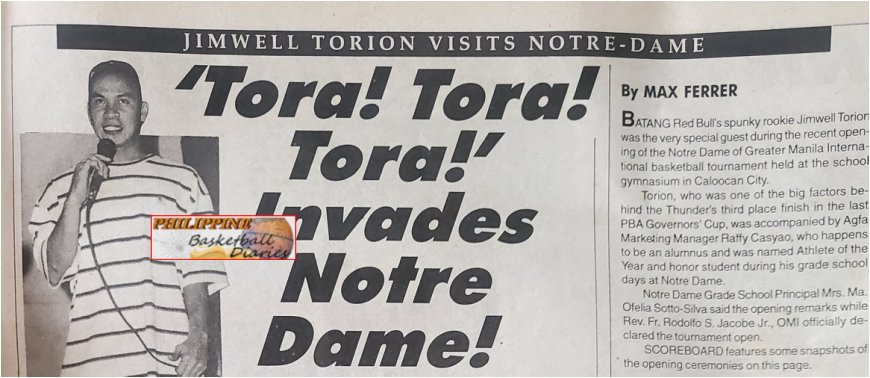 JIMWELL TORION VISITS NOTRE-DAME
'Tora! Tora!
Tora!'
Invades
Notre
Dame!
PHILIPPINE
Basketball
Diaries
By MAX FERRER
BATANG Red Bull's spunky rookie Jimwell Torion
was the very special guest during the recent open-
ing of the Notre Dame of Greater Manila Interna-
tional basketball tournament held at the school
gymnasium in Caloocan City.
Torion, who was one of the big factors be-
hind the Thunder's third place finish in the last
PBA Governors' Cup, was accompanied by Agfa
Marketing Manager Raffy Casyao, who happens
to be an alumnus and was named Athlete of the
Year and honor student during his grade school
days at Notre Dame.
Notre Dame Grade School Principal Mrs. Ma.
Ofelia Sotto-Silva said the opening remarks while
Rev. Fr. Rodolfo S. Jacobe Jr., OMI officially de-
clared the tournament open.
SCOREBOARD features some snapshots of
the opening ceremonies on this page.